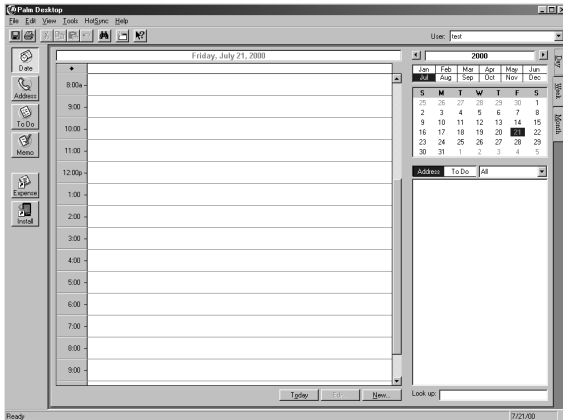 Palm Desktop
File Edit View Tools HotSync Help
User: test
Date
Address
To Do
Memo
Expense
Install
Friday, July 21, 2000
8:00a
9:00
10:00
11:00
12:00p
1:00
2:00
3:00
4:00
5:00
6:00
7:00
8:00
9:00
Today Edit New...
2000
Jan Feb Mar Apr May Jun
Jul Aug Sep Oct Nov Dec
S M T W T F S
25 26 27 28 29 30 1
2 3 4 5 6 7 8
9 10 11 12 13 14 15
16 17 18 19 20 21 22
23 24 25 26 27 28 29
30 31 1 2 3 4 5
Day
Week
Month
Address To Do All
Look up:
Ready 7/21/00